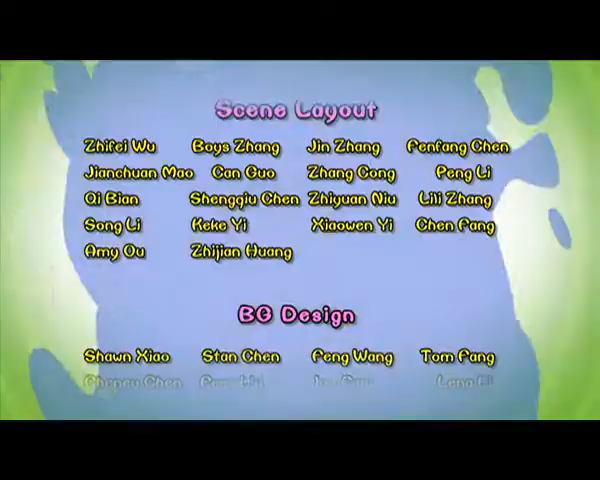 Scene Layout
Zhifei Wu Boys Zhang Jin Zhang Fenfang Chen
Jianchuan Mao Can Guo Zhang Cong Peng Li
Qi Bian Shengqiu Chen Zhiyuan Niu Lili Zhang
Song Li Keke Yi Xiaowen Yi Chen Fang
Amy Ou Zhijian Huang
BG Design
Shawn Xiao Stan Chen Feng Wang Tom Fang
Chen